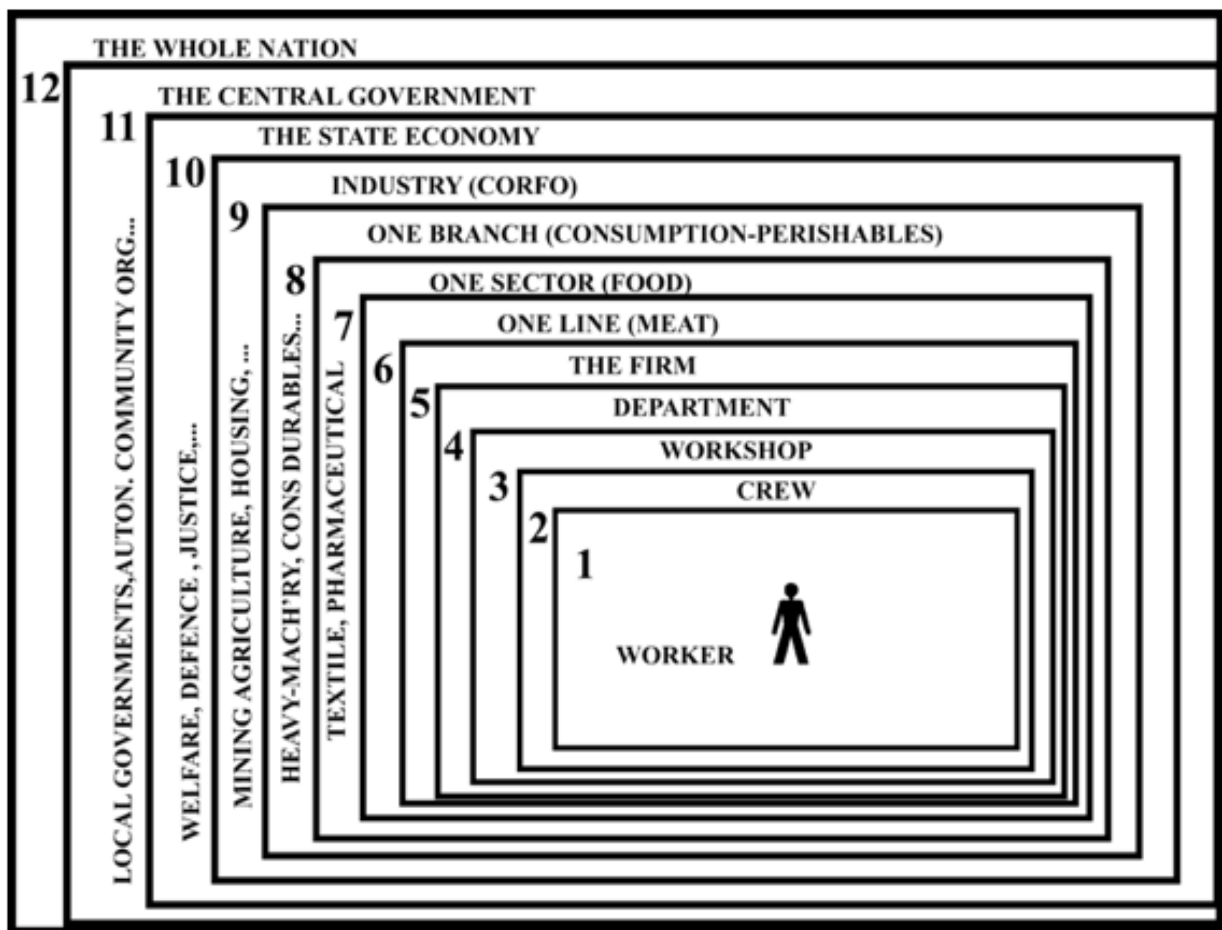 THE WHOLE NATION
12
THE CENTRAL GOVERNMENT
11
THE STATE ECONOMY
10
INDUSTRY (CORFO)
9
ONE BRANCH (CONSUMPTION-PERISHABLES)
8
ONE SECTOR (FOOD)
7
ONE LINE (MEAT)
6
THE FIRM
5
DEPARTMENT
4
WORKSHOP
3
CREW
2
1
WORKER
LOCAL GOVERNMENTS,AUTON. COMMUNITY ORG...
WELFARE, DEFENCE , JUSTICE,...
MINING AGRICULTURE, HOUSING, ...
HEAVY-MACH'RY, CONS DURABLES...
TEXTILE, PHARMACEUTICAL